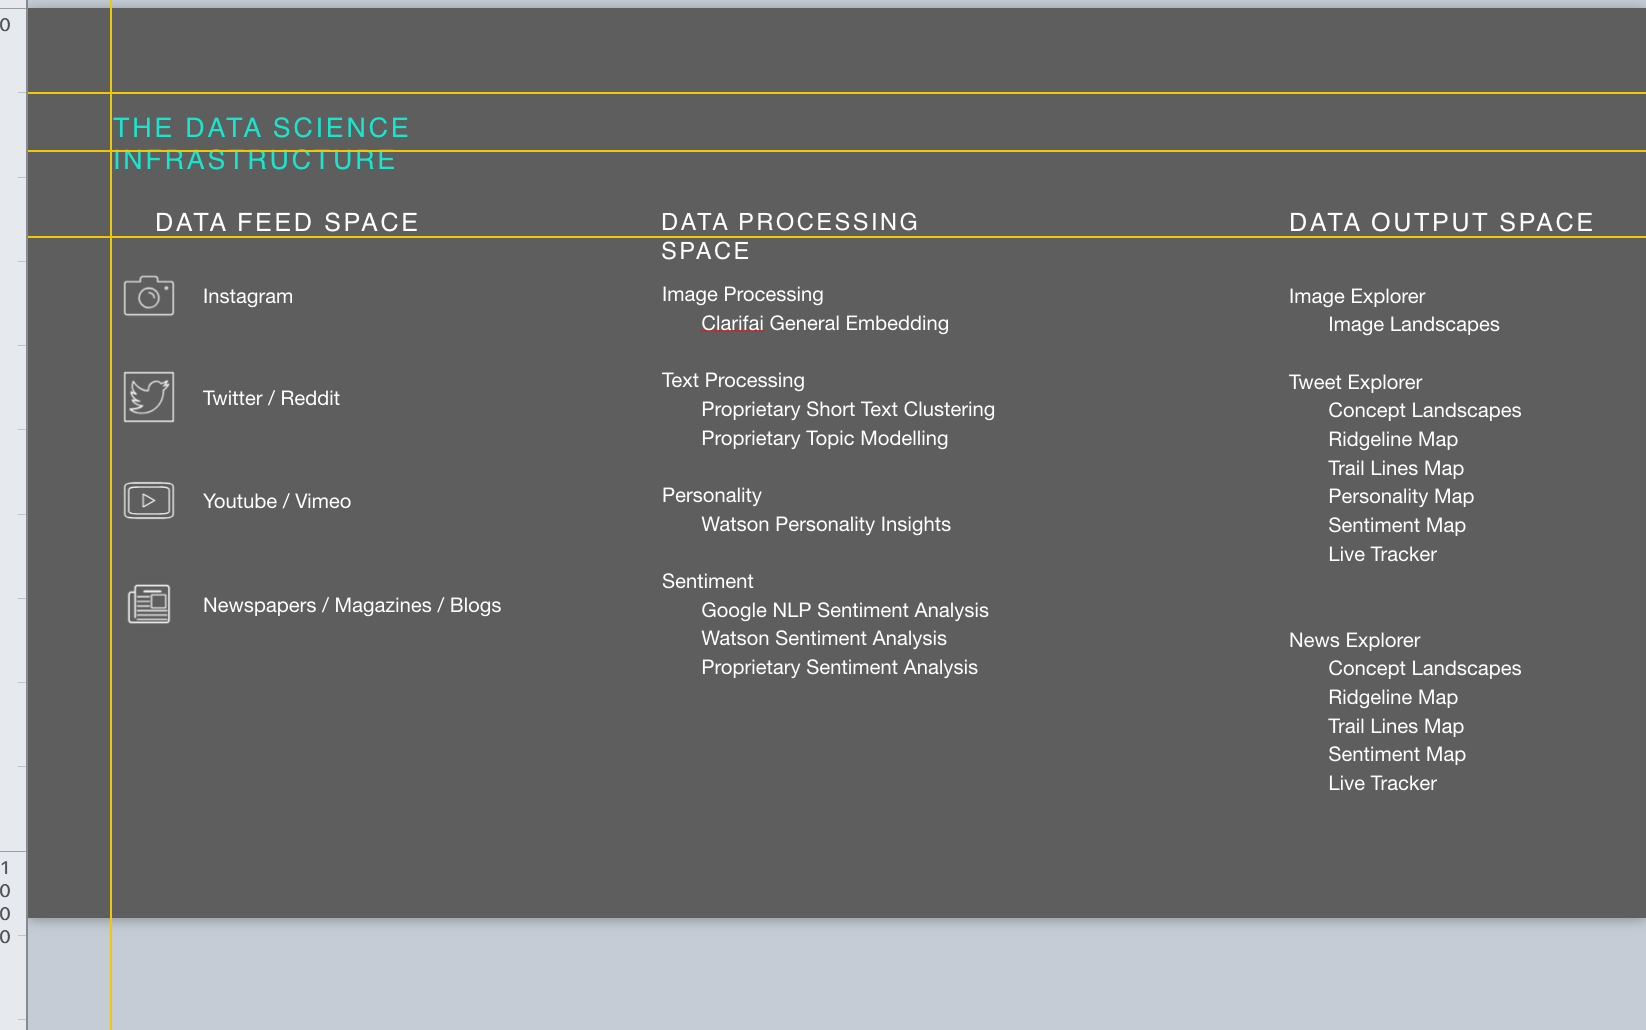 0
THE DATA SCIENCE
INFRASTRUCTURE
DATA FEED SPACE
Instagram
Twitter / Reddit
Youtube / Vimeo
Newspapers / Magazines / Blogs
DATA PROCESSING
SPACE
Image Processing
Clarifai General Embedding
Text Processing
Proprietary Short Text Clustering
Proprietary Topic Modelling
Personality
Watson Personality Insights
Sentiment
Google NLP Sentiment Analysis
Watson Sentiment Analysis
Proprietary Sentiment Analysis
DATA OUTPUT SPACE
Image Explorer
Image Landscapes
Tweet Explorer
Concept Landscapes
Ridgeline Map
Trail Lines Map
Personality Map
Sentiment Map
Live Tracker
News Explorer
Concept Landscapes
Ridgeline Map
Trail Lines Map
Sentiment Map
Live Tracker
1
0
0
0